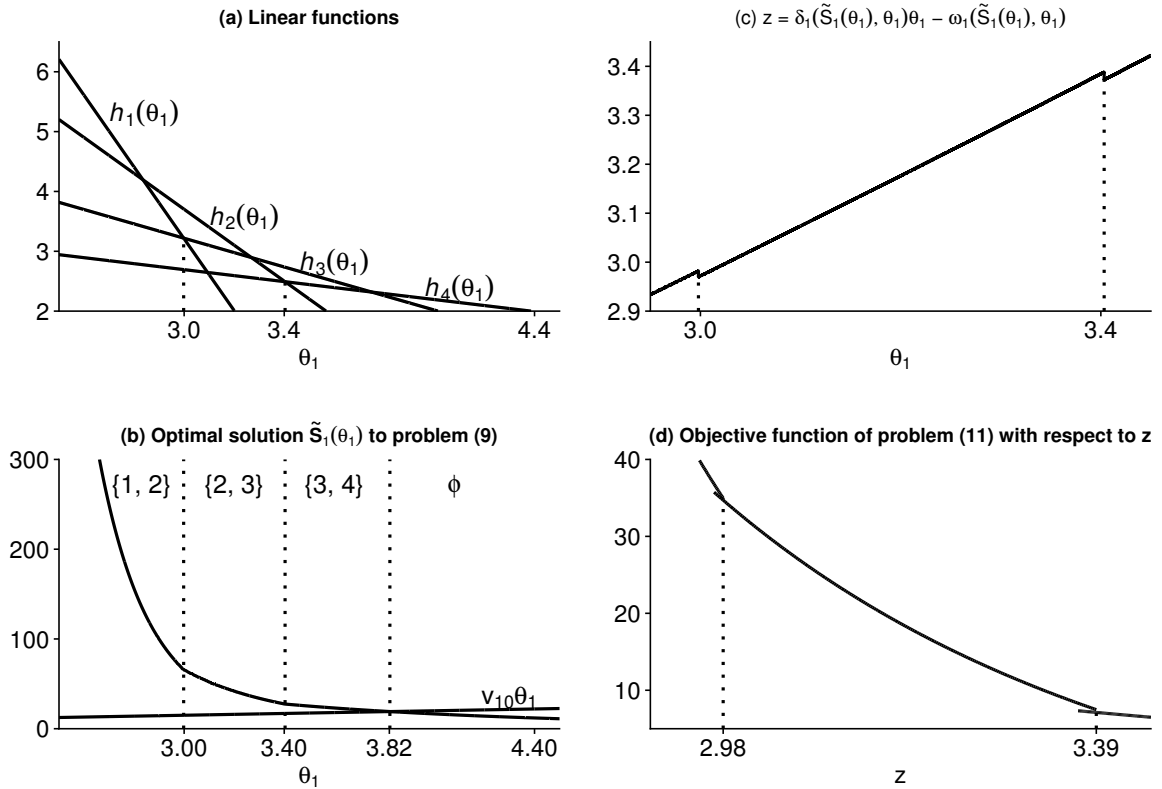 (a) Linear functions
6
5
4
3
2
h₁(θ₁)
h₂(θ₁)
h₃(θ₁)
h₄(θ₁)
3.0 3.4 4.4
θ₁
(c) z = δ₁(S̃₁(θ₁), θ₁)θ₁ − ω₁(S̃₁(θ₁), θ₁)
3.4
3.3
3.2
3.1
3.0
2.9
3.0 3.4
θ₁
(b) Optimal solution S̃₁(θ₁) to problem (9)
300
200
100
0
{1, 2} {2, 3} {3, 4} ϕ
v₁₀θ₁
3.00 3.40 3.82 4.40
θ₁
(d) Objective function of problem (11) with respect to z
40
30
20
10
2.98 3.39
z